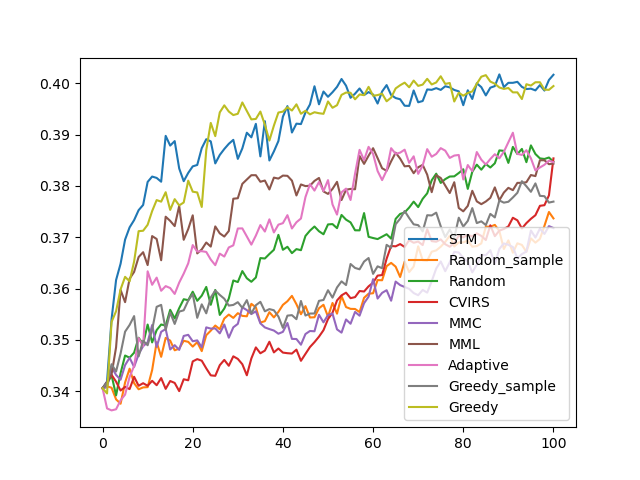 0.40
0.39
0.38
0.37
0.36
0.35
0.34
0
20
40
60
80
100
STM
Random_sample
Random
CVIRS
MMC
MML
Adaptive
Greedy_sample
Greedy